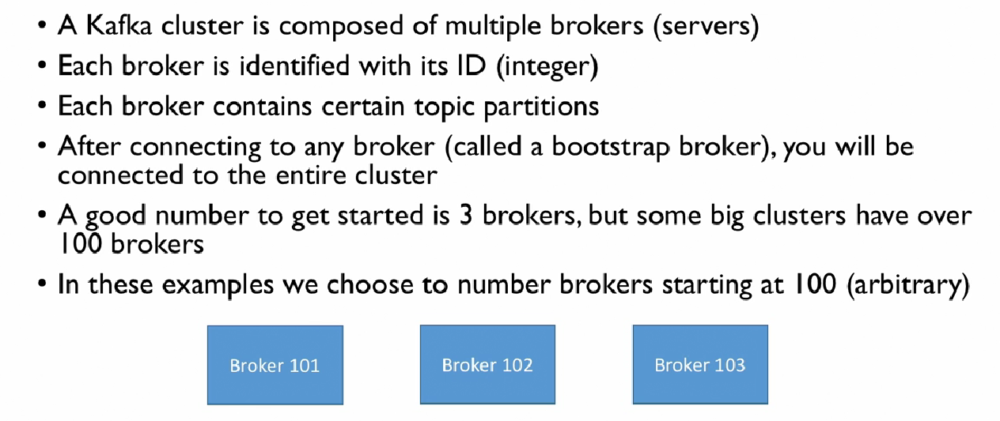 • A Kafka cluster is composed of multiple brokers (servers)
• Each broker is identified with its ID (integer)
• Each broker contains certain topic partitions
• After connecting to any broker (called a bootstrap broker), you will be
connected to the entire cluster
• A good number to get started is 3 brokers, but some big clusters have over
100 brokers
• In these examples we choose to number brokers starting at 100 (arbitrary)
Broker 101
Broker 102
Broker 103